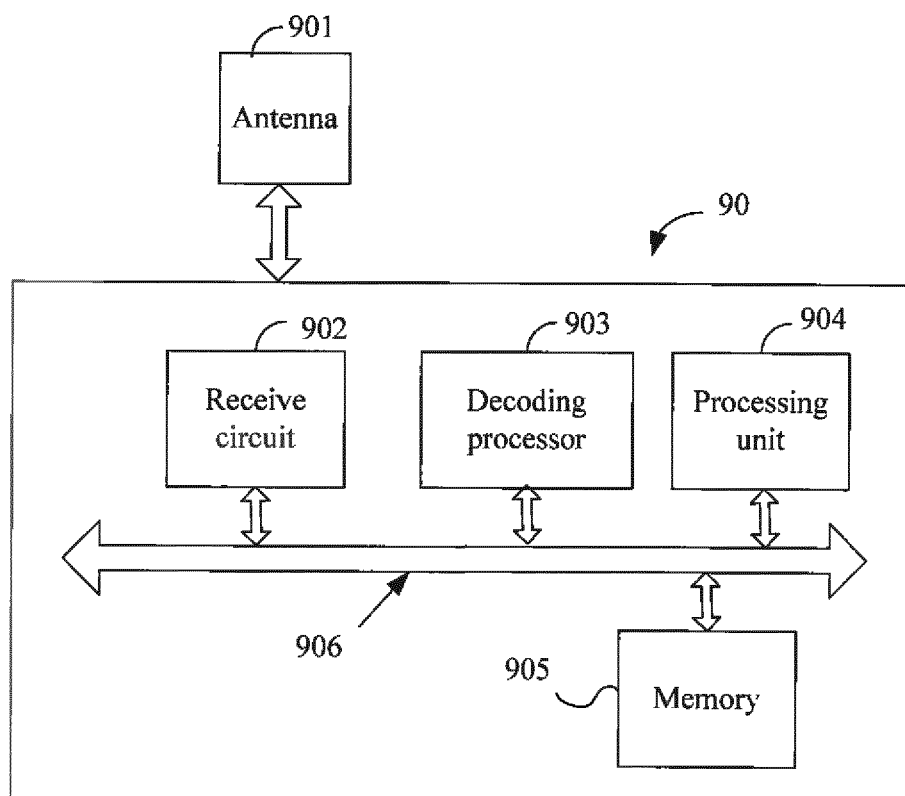 901
Antenna
90
902
903
904
Receive
circuit
Decoding
processor
Processing
unit
906
905
Memory